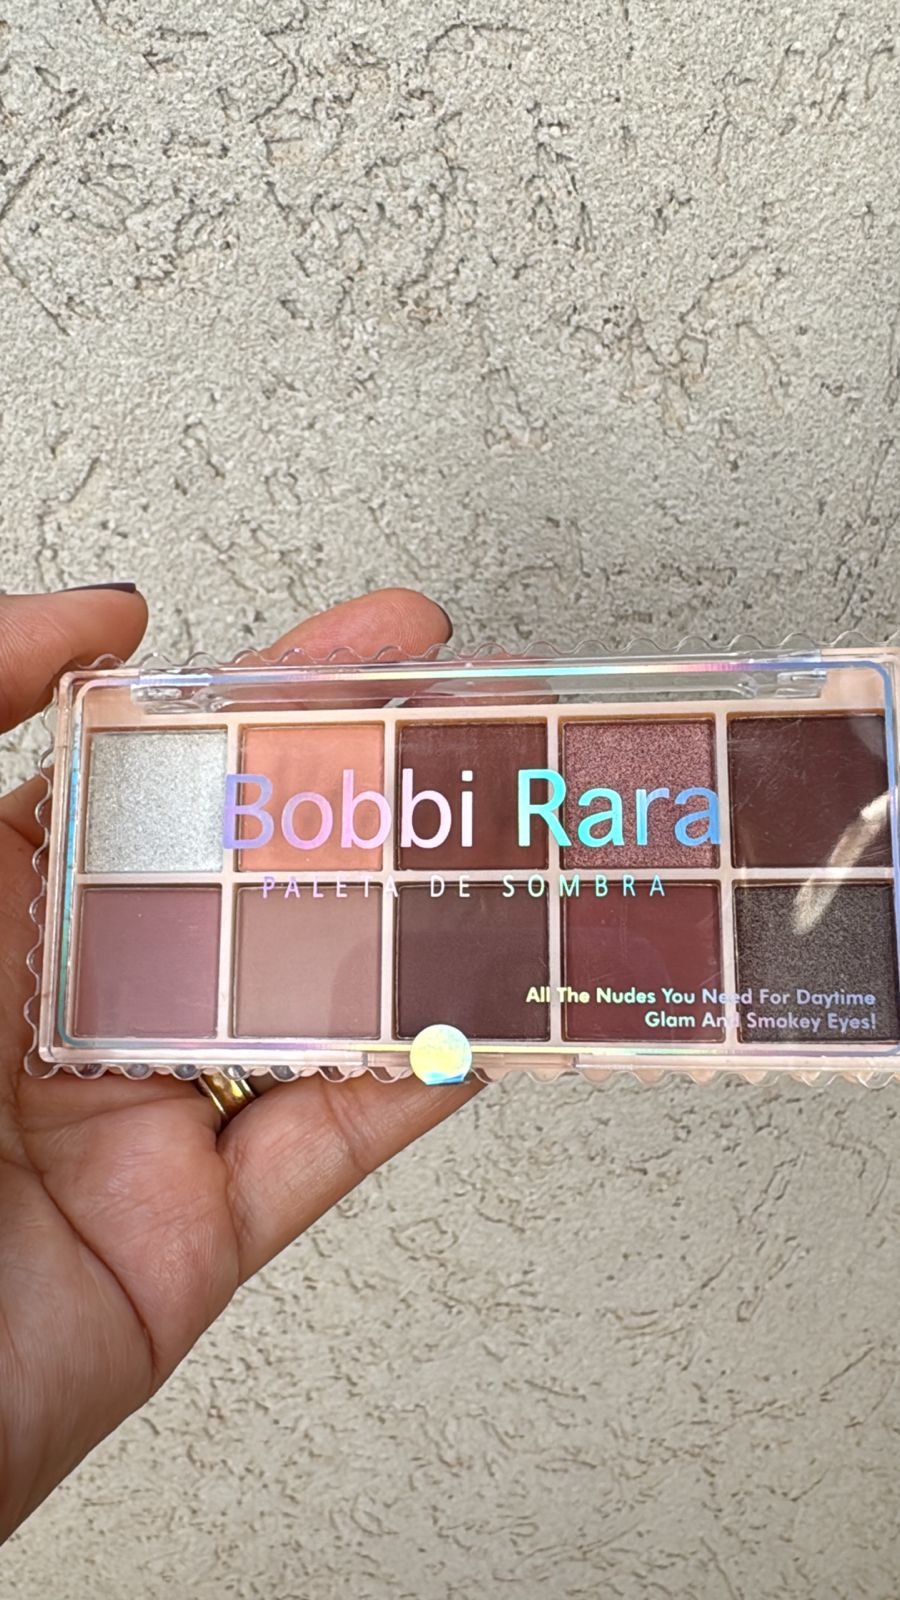 Bobbi Rara
PALETA DE SOMBRA
All The Nudes You Need For Daytime
Glam And Smokey Eyes!